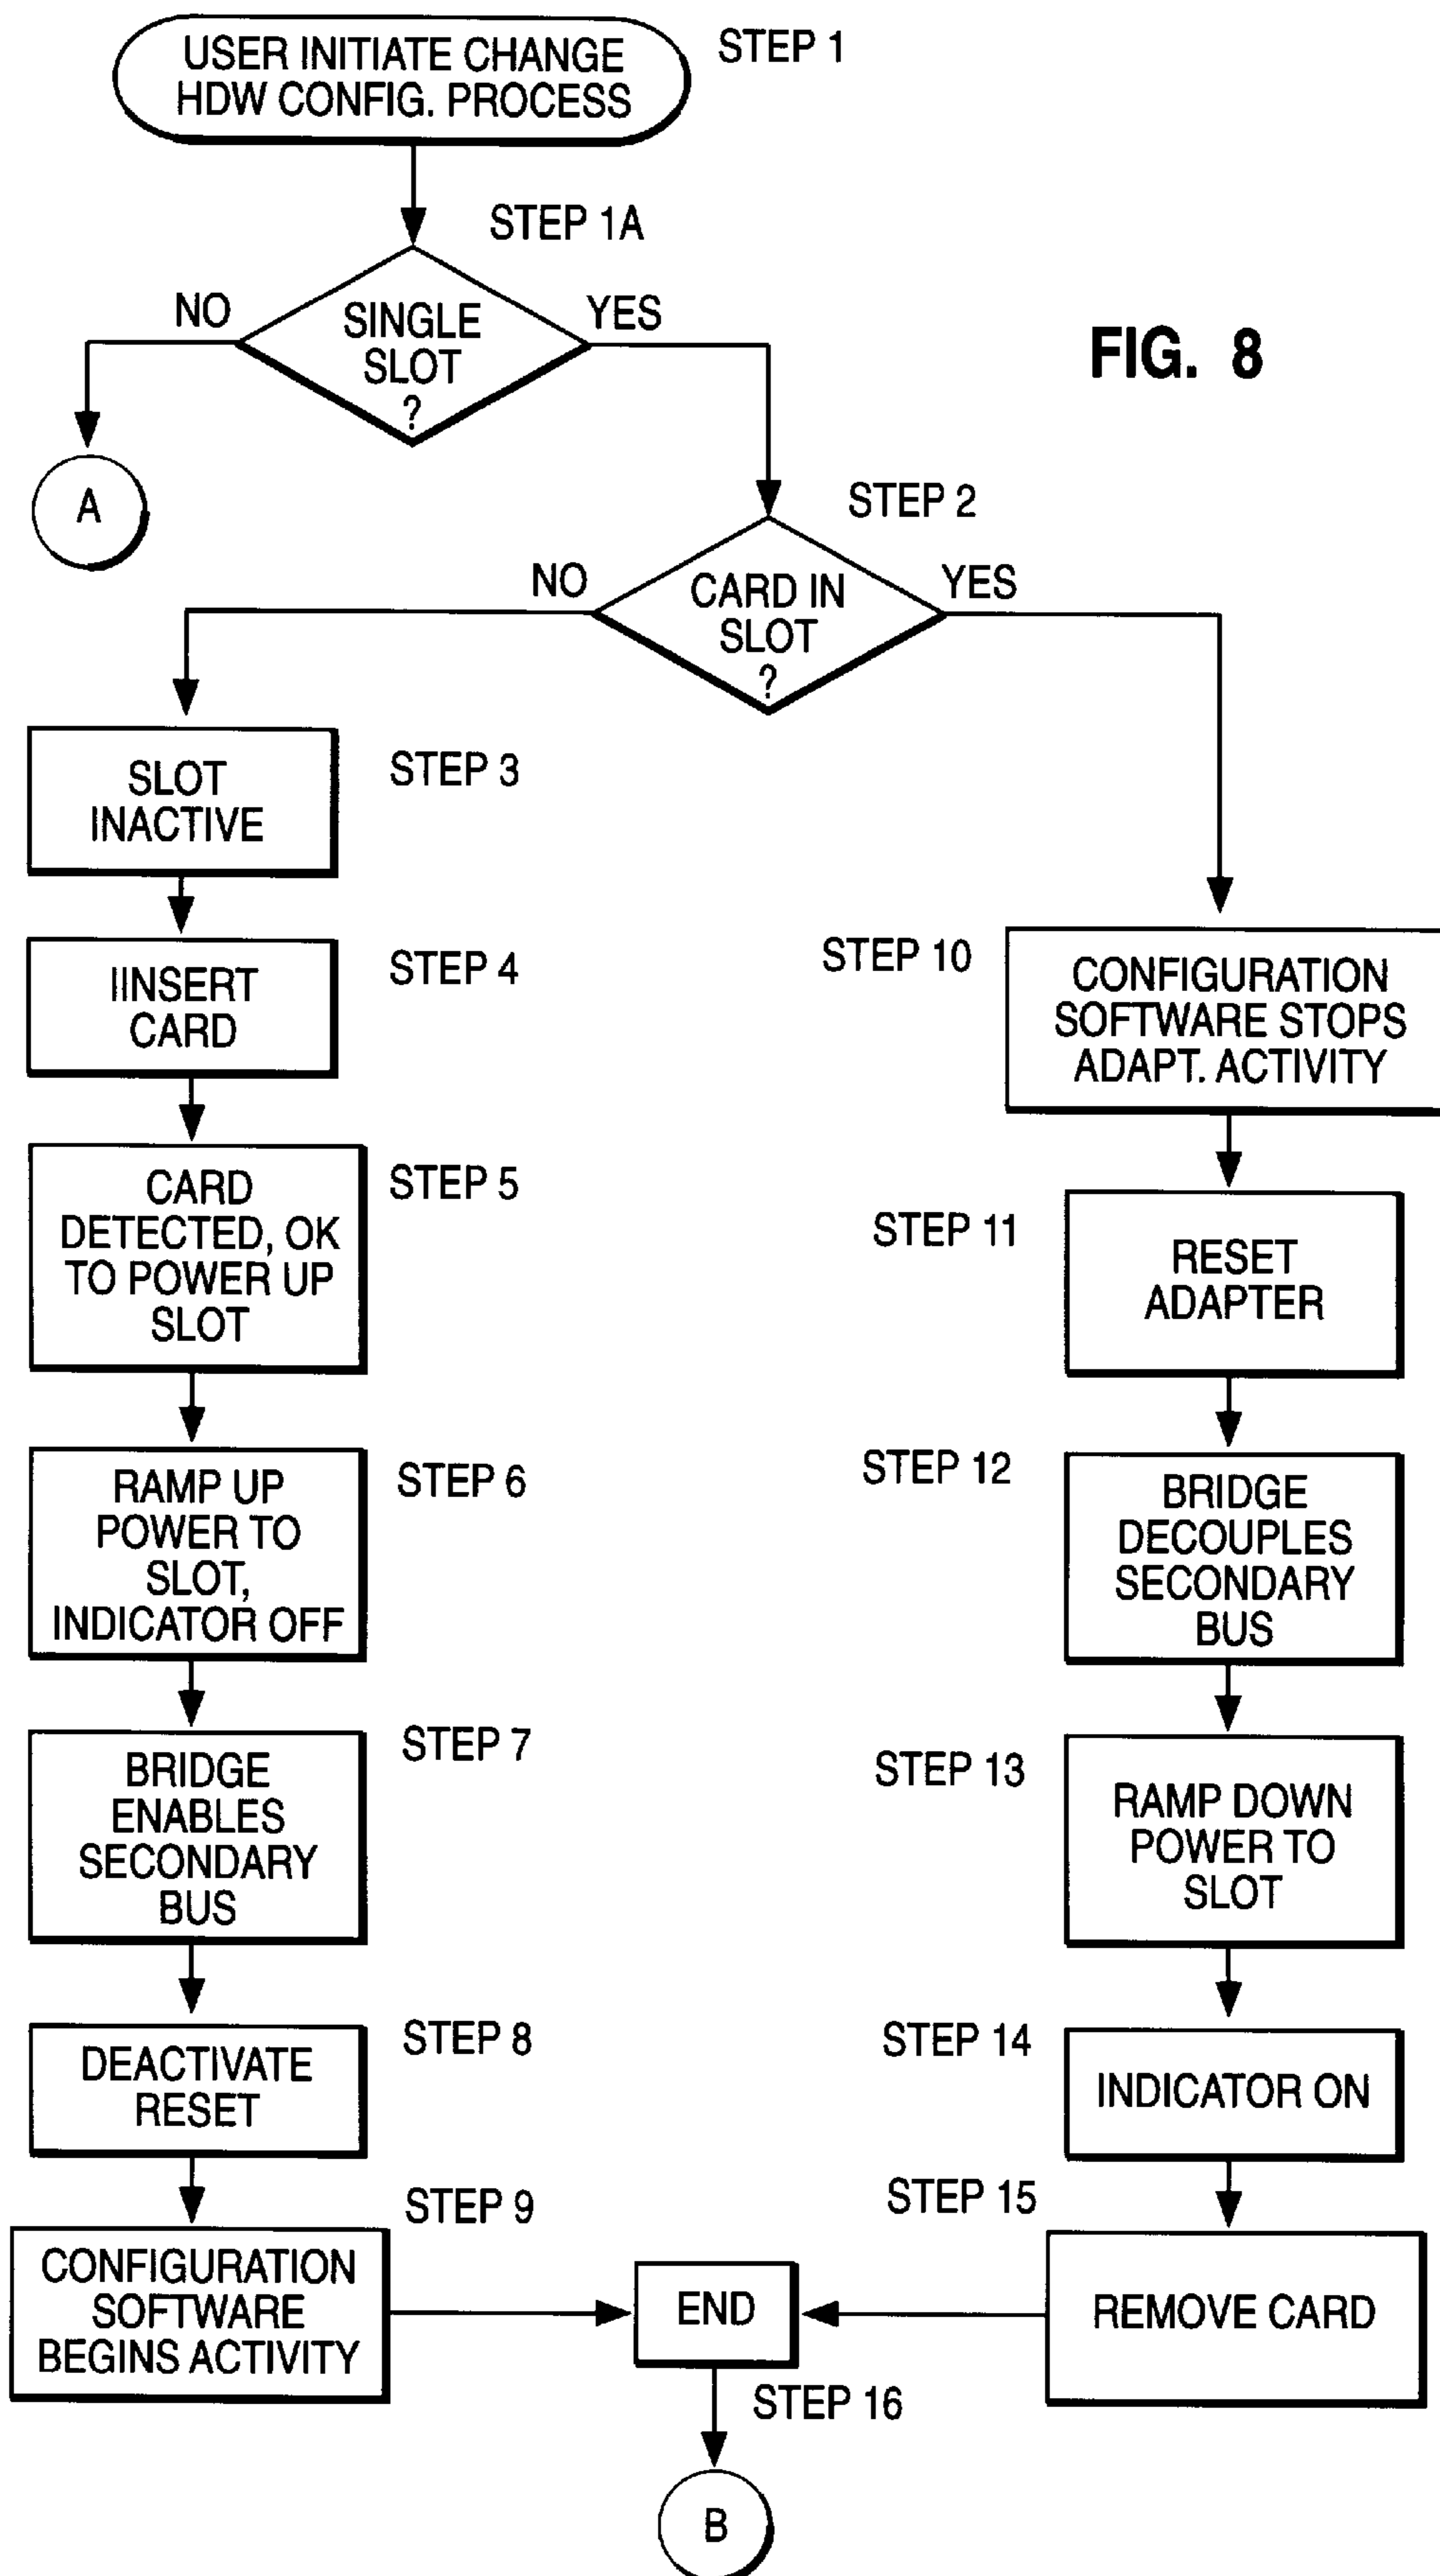 USER INITIATE CHANGE
HDW CONFIG. PROCESS
STEP 1
STEP 1A
NO
SINGLE
SLOT
?
YES
FIG. 8
A
STEP 2
NO
CARD IN
SLOT
?
YES
SLOT
INACTIVE
STEP 3
IINSERT
CARD
STEP 4
CARD
DETECTED, OK
TO POWER UP
SLOT
STEP 5
RAMP UP
POWER TO
SLOT,
INDICATOR OFF
STEP 6
BRIDGE
ENABLES
SECONDARY
BUS
STEP 7
DEACTIVATE
RESET
STEP 8
CONFIGURATION
SOFTWARE
BEGINS ACTIVITY
STEP 9
STEP 10
CONFIGURATION
SOFTWARE STOPS
ADAPT. ACTIVITY
STEP 11
RESET
ADAPTER
STEP 12
BRIDGE
DECOUPLES
SECONDARY
BUS
STEP 13
RAMP DOWN
POWER TO
SLOT
STEP 14
INDICATOR ON
STEP 15
REMOVE CARD
END
STEP 16
B